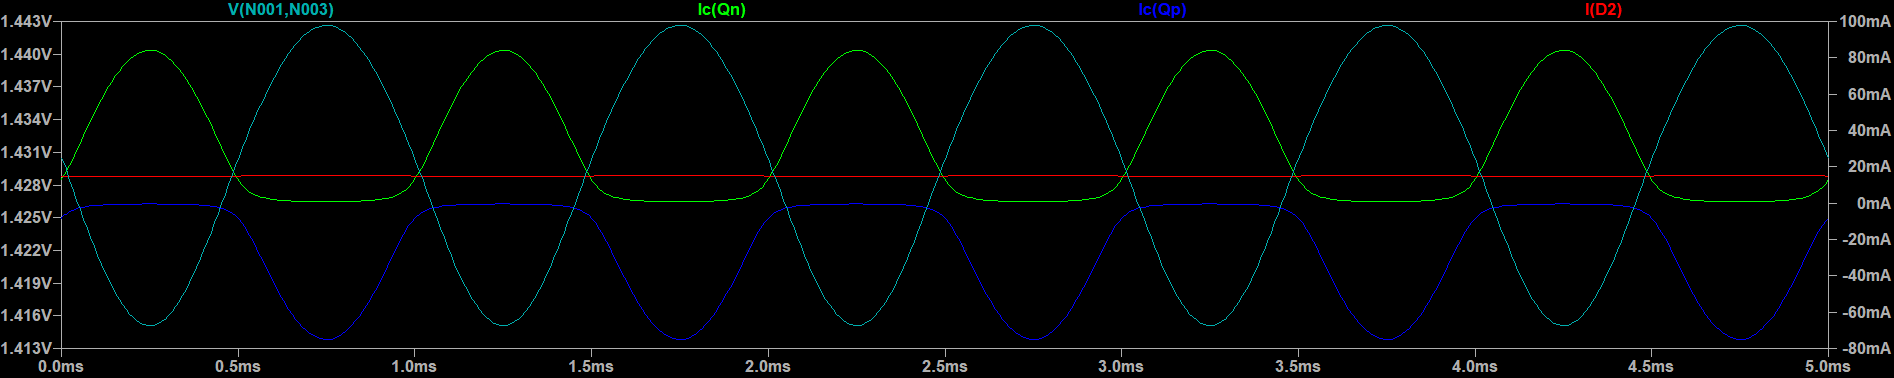 V(N001,N003) Ic(Qn) Ic(Qp) I(D2)
1.443V 100mA
1.440V 80mA
1.437V 60mA
1.434V 40mA
1.431V 20mA
1.428V 0mA
1.425V -20mA
1.422V -40mA
1.419V -60mA
1.416V -80mA
1.413V
0.0ms 0.5ms 1.0ms 1.5ms 2.0ms 2.5ms 3.0ms 3.5ms 4.0ms 4.5ms 5.0ms